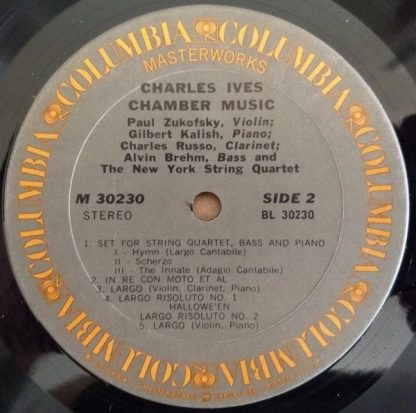 COLUMBIA COLUMBIA COLUMBIA COLUMBIA COLUMBIA COLUMBIA
MASTERWORKS
CHARLES IVES
CHAMBER MUSIC
Paul Zukofsky, Violin;
Gilbert Kalish, Piano;
Charles Russo, Clarinet;
Alvin Brehm, Bass and
The New York String Quartet
M 30230 SIDE 2
STEREO BL 30230
1. SET FOR STRING QUARTET, BASS AND PIANO
I - Hymn (Largo Cantabile)
II - Scherzo
III - The Innate (Adagio Cantabile)
2. IN RE CON MOTO ET AL
3. LARGO (Violin, Clarinet, Piano)
4. LARGO RISOLUTO NO. 1
HALLOWE'EN
LARGO RISOLUTO NO. 2
5. LARGO (Violin, Piano)